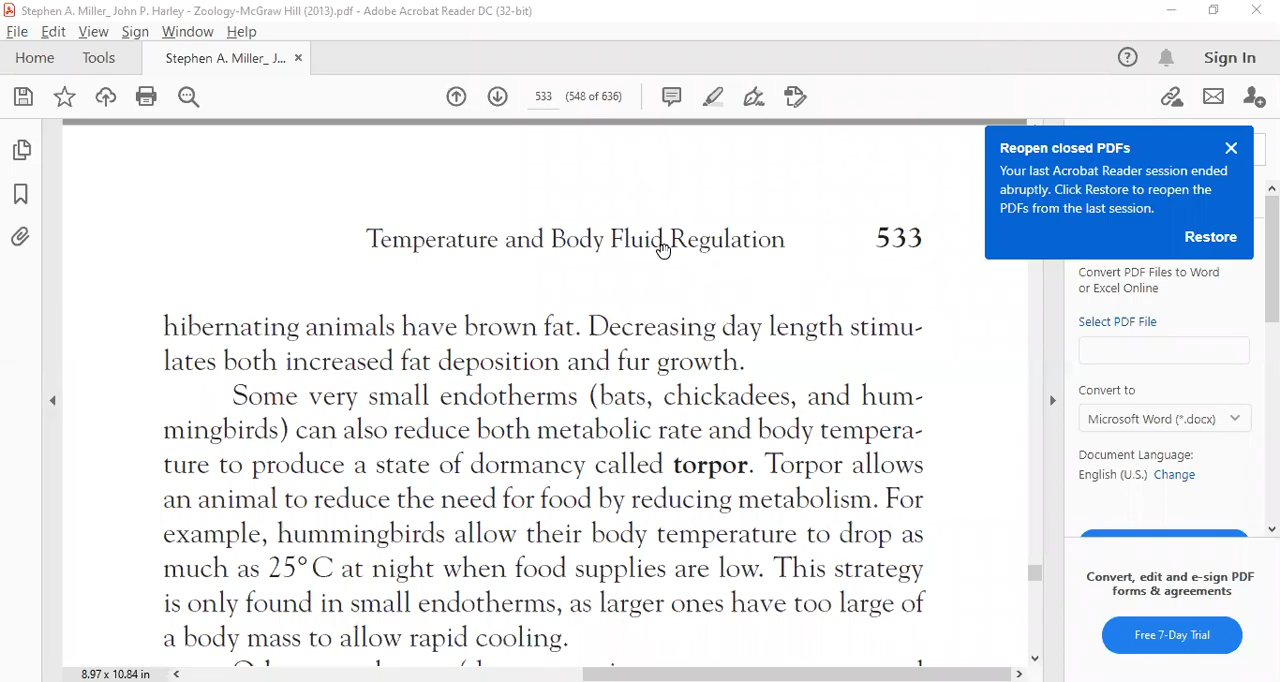 Stephen A. Miller_ John P. Harley - Zoology-McGraw Hill (2013).pdf - Adobe Acrobat Reader DC (32-bit)
File Edit View Sign Window Help
Home Tools Stephen A. Miller_ J... × Sign In
533 (548 of 636)
Reopen closed PDFs
Your last Acrobat Reader session ended
abruptly. Click Restore to reopen the
PDFs from the last session.
Restore
Temperature and Body Fluid Regulation 533
hibernating animals have brown fat. Decreasing day length stimu-
lates both increased fat deposition and fur growth.
Some very small endotherms (bats, chickadees, and hum-
mingbirds) can also reduce both metabolic rate and body tempera-
ture to produce a state of dormancy called torpor. Torpor allows
an animal to reduce the need for food by reducing metabolism. For
example, hummingbirds allow their body temperature to drop as
much as 25° C at night when food supplies are low. This strategy
is only found in small endotherms, as larger ones have too large of
a body mass to allow rapid cooling.
8.97 x 10.84 in
Convert PDF Files to Word
or Excel Online
Select PDF File
Convert to
Microsoft Word (*.docx)
Document Language:
English (U.S.) Change
Convert, edit and e-sign PDF
forms & agreements
Free 7-Day Trial